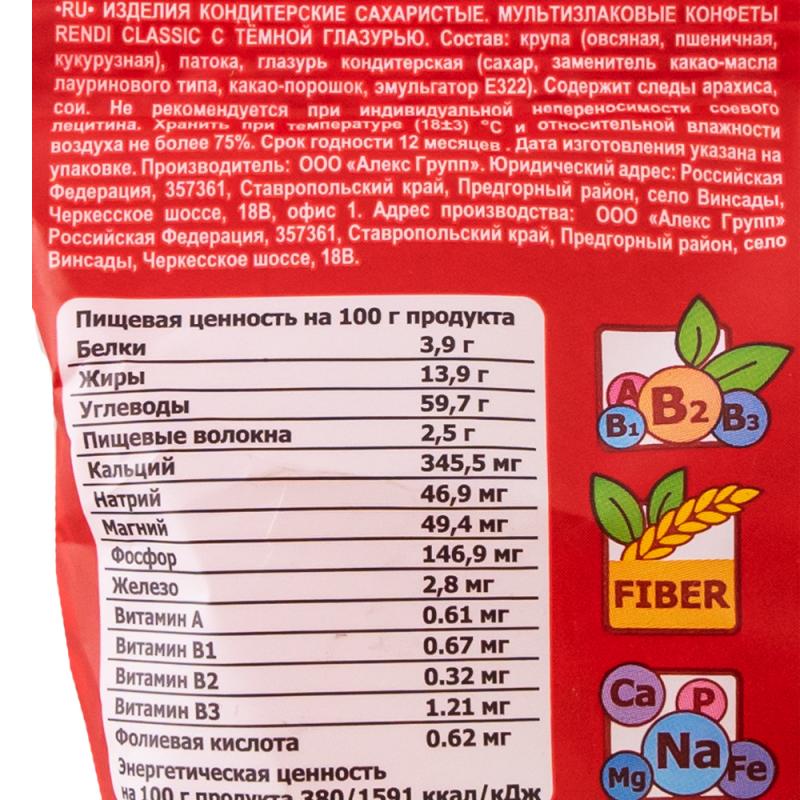 •RU• ИЗДЕЛИЯ КОНДИТЕРСКИЕ САХАРИСТЫЕ. МУЛЬТИЗЛАКОВЫЕ КОНФЕТЫ
RENDI CLASSIC С ТЁМНОЙ ГЛАЗУРЬЮ. Состав: крупа (овсяная, пшеничная,
кукурузная), патока, глазурь кондитерская (сахар, заменитель какао-масла
лауринового типа, какао-порошок, эмульгатор Е322). Содержит следы арахиса,
сои. Не рекомендуется при индивидуальной непереносимости соевого
лецитина. Хранить при температуре (18±3) °С и относительной влажности
воздуха не более 75%. Срок годности 12 месяцев . Дата изготовления указана на
упаковке. Производитель: ООО «Алекс Групп». Юридический адрес: Российская
Федерация, 357361, Ставропольский край, Предгорный район, село Винсады,
Черкесское шоссе, 18В, офис 1. Адрес производства: ООО «Алекс Групп»
Российская Федерация, 357361, Ставропольский край, Предгорный район, село
Винсады, Черкесское шоссе, 18В.
Пищевая ценность на 100 г продукта
Белки 3,9 г
Жиры 13,9 г
Углеводы 59,7 г
Пищевые волокна 2,5 г
Кальций 345,5 мг
Натрий 46,9 мг
Магний 49,4 мг
Фосфор 146,9 мг
Железо 2,8 мг
Витамин А 0.61 мг
Витамин В1 0.67 мг
Витамин В2 0.32 мг
Витамин В3 1.21 мг
Фолиевая кислота 0.62 мг
Энергетическая ценность
на 100 г продукта 380/1591 ккал/кДж
A B1 B2 B3
FIBER
Ca P
Mg Na Fe